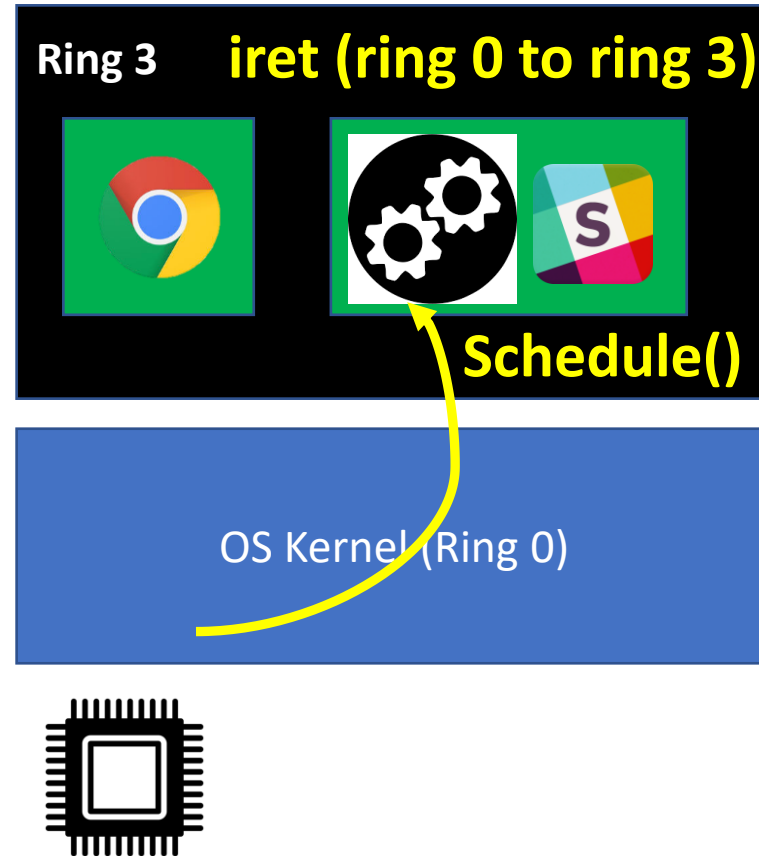 Ring 3
iret (ring 0 to ring 3)
S
Schedule()
OS Kernel (Ring 0)